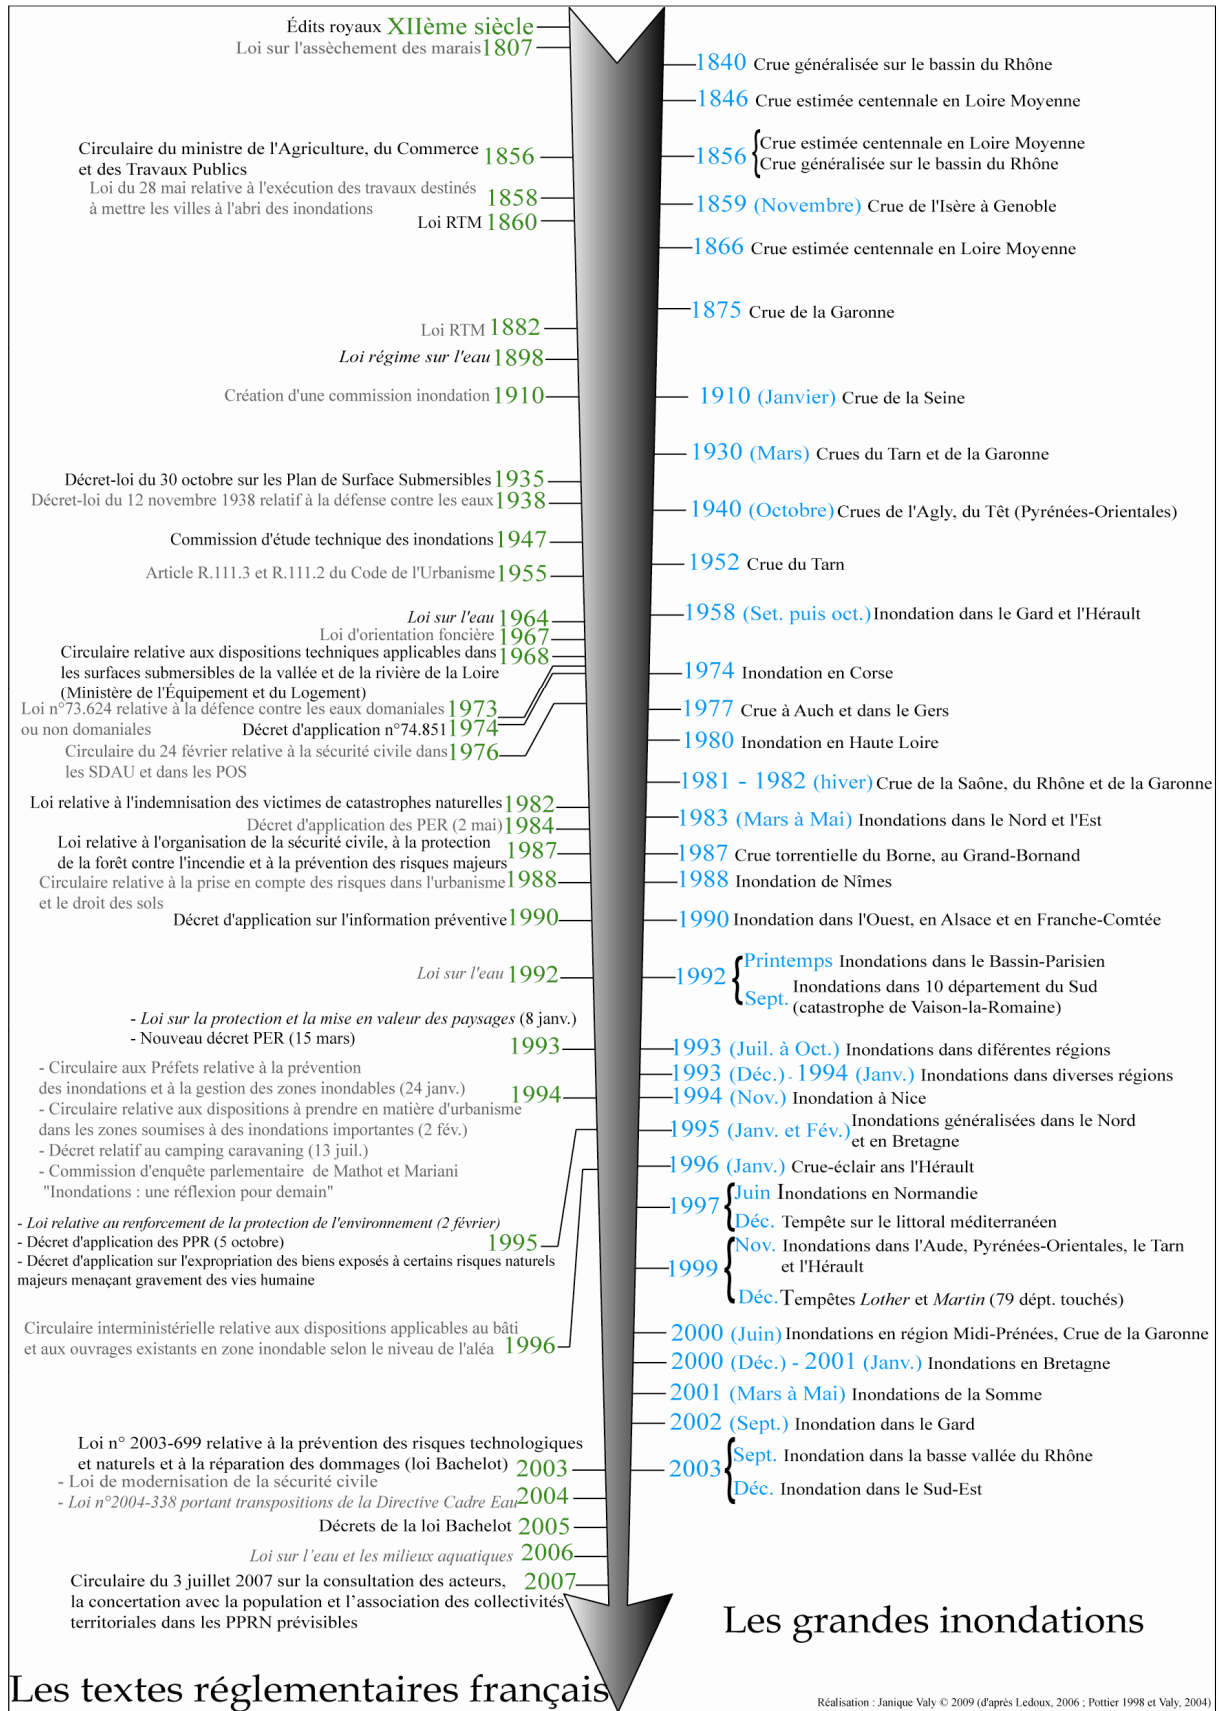 Édits royaux XIIème siècle
Loi sur l'assèchement des marais 1807
Circulaire du ministre de l'Agriculture, du Commerce
et des Travaux Publics
1856
Loi du 28 mai relative à l'exécution des travaux destinés
à mettre les villes à l'abri des inondations
1858
Loi RTM 1860
Loi RTM 1882
Loi régime sur l'eau 1898
Création d'une commission inondation 1910
Décret-loi du 30 octobre sur les Plan de Surface Submersibles 1935
Décret-loi du 12 novembre 1938 relatif à la défense contre les eaux 1938
Commission d'étude technique des inondations 1947
Article R.111.3 et R.111.2 du Code de l'Urbanisme 1955
Loi sur l'eau 1964
Loi d'orientation foncière 1967
Circulaire relative aux dispositions techniques applicables dans 1968
les surfaces submersibles de la vallée et de la rivière de la Loire
(Ministère de l'Équipement et du Logement)
Loi n°73.624 relative à la défence contre les eaux domaniales 1973
ou non domaniales
Décret d'application n°74.851 1974
Circulaire du 24 février relative à la sécurité civile dans 1976
les SDAU et dans les POS
Loi relative à l'indemnisation des victimes de catastrophes naturelles 1982
Décret d'application des PER (2 mai) 1984
Loi relative à l'organisation de la sécurité civile, à la protection
de la forêt contre l'incendie et à la prévention des risques majeurs
1987
Circulaire relative à la prise en compte des risques dans l'urbanisme 1988
et le droit des sols
Décret d'application sur l'information préventive 1990
Loi sur l'eau 1992
- Loi sur la protection et la mise en valeur des paysages (8 janv.)
- Nouveau décret PER (15 mars)
1993
- Circulaire aux Préfets relative à la prévention
des inondations et à la gestion des zones inondables (24 janv.)
1994
- Circulaire relative aux dispositions à prendre en matière d'urbanisme
dans les zones soumises à des inondations importantes (2 fév.)
- Décret relatif au camping caravaning (13 juil.)
- Commission d'enquête parlementaire de Mathot et Mariani
"Inondations : une réflexion pour demain"
- Loi relative au renforcement de la protection de l'environnement (2 février)
- Décret d'application des PPR (5 octobre) 1995
- Décret d'application sur l'expropriation des biens exposés à certains risques naturels
majeurs menaçant gravement des vies humaine
Circulaire interministérielle relative aux dispositions applicables au bâti
et aux ouvrages existants en zone inondable selon le niveau de l'aléa 1996
Loi n° 2003-699 relative à la prévention des risques technologiques
et naturels et à la réparation des dommages (loi Bachelot) 2003
- Loi de modernisation de la sécurité civile
- Loi n°2004-338 portant transpositions de la Directive Cadre Eau 2004
Décrets de la loi Bachelot 2005
Loi sur l'eau et les milieux aquatiques 2006
Circulaire du 3 juillet 2007 sur la consultation des acteurs, 2007
la concertation avec la population et l'association des collectivités
territoriales dans les PPRN prévisibles
Les textes réglementaires français
1840 Crue généralisée sur le bassin du Rhône
1846 Crue estimée centennale en Loire Moyenne
1856
Crue estimée centennale en Loire Moyenne
Crue généralisée sur le bassin du Rhône
1859 (Novembre) Crue de l'Isère à Genoble
1866 Crue estimée centennale en Loire Moyenne
1875 Crue de la Garonne
1910 (Janvier) Crue de la Seine
1930 (Mars) Crues du Tarn et de la Garonne
1940 (Octobre) Crues de l'Agly, du Têt (Pyrénées-Orientales)
1952 Crue du Tarn
1958 (Set. puis oct.) Inondation dans le Gard et l'Hérault
1974 Inondation en Corse
1977 Crue à Auch et dans le Gers
1980 Inondation en Haute Loire
1981 - 1982 (hiver) Crue de la Saône, du Rhône et de la Garonne
1983 (Mars à Mai) Inondations dans le Nord et l'Est
1987 Crue torrentielle du Borne, au Grand-Bornand
1988 Inondation de Nîmes
1990 Inondation dans l'Ouest, en Alsace et en Franche-Comtée
1992
Printemps Inondations dans le Bassin-Parisien
Sept. Inondations dans 10 département du Sud
(catastrophe de Vaison-la-Romaine)
1993 (Juil. à Oct.) Inondations dans diférentes régions
1993 (Déc.) - 1994 (Janv.) Inondations dans diverses régions
1994 (Nov.) Inondation à Nice
1995 (Janv. et Fév.) Inondations généralisées dans le Nord
et en Bretagne
1996 (Janv.) Crue-éclair ans l'Hérault
1997
Juin Inondations en Normandie
Déc. Tempête sur le littoral méditerranéen
1999
Nov. Inondations dans l'Aude, Pyrénées-Orientales, le Tarn
et l'Hérault
Déc. Tempêtes Lother et Martin (79 dépt. touchés)
2000 (Juin) Inondations en région Midi-Prénées, Crue de la Garonne
2000 (Déc.) - 2001 (Janv.) Inondations en Bretagne
2001 (Mars à Mai) Inondations de la Somme
2002 (Sept.) Inondation dans le Gard
2003
Sept. Inondation dans la basse vallée du Rhône
Déc. Inondation dans le Sud-Est
Les grandes inondations
Réalisation : Janique Valy © 2009 (d'après Ledoux, 2006 ; Pottier 1998 et Valy, 2004)